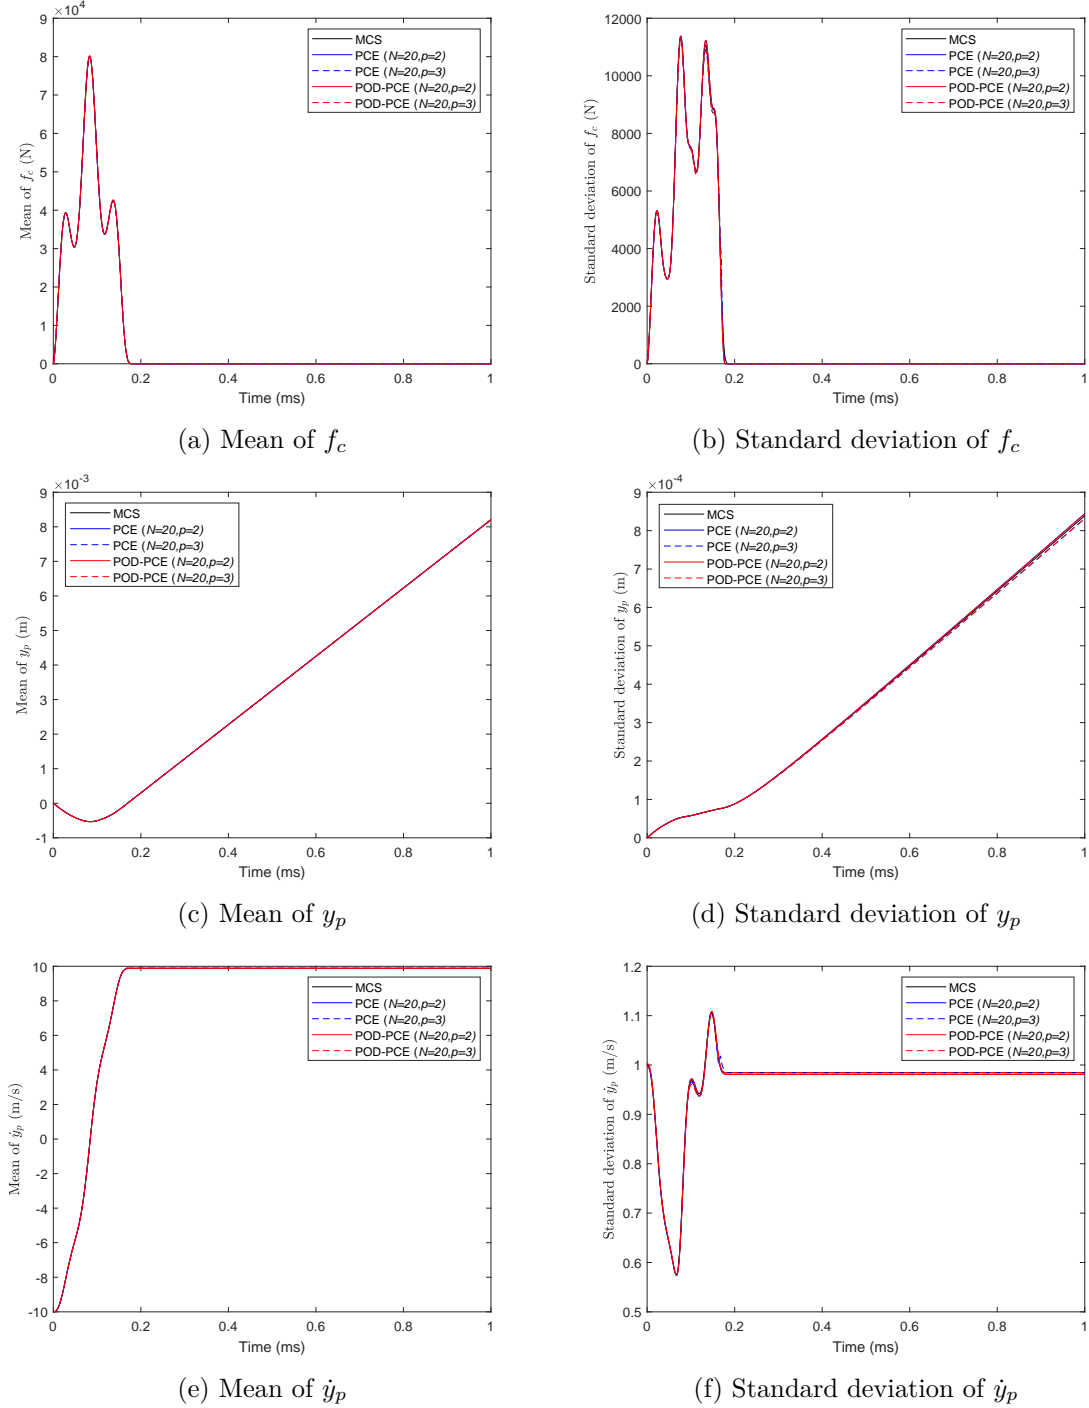 ×10^4
9
8
7
6
5
4
3
2
1
0
Mean of f_c (N)
MCS
PCE (N=20,p=2)
PCE (N=20,p=3)
POD-PCE (N=20,p=2)
POD-PCE (N=20,p=3)
0 0.2 0.4 0.6 0.8 1
Time (ms)
(a) Mean of f_c
12000
10000
8000
6000
4000
2000
0
Standard deviation of f_c (N)
MCS
PCE (N=20,p=2)
PCE (N=20,p=3)
POD-PCE (N=20,p=2)
POD-PCE (N=20,p=3)
0 0.2 0.4 0.6 0.8 1
Time (ms)
(b) Standard deviation of f_c
×10^-3
9
8
7
6
5
4
3
2
1
0
-1
Mean of y_p (m)
MCS
PCE (N=20,p=2)
PCE (N=20,p=3)
POD-PCE (N=20,p=2)
POD-PCE (N=20,p=3)
0 0.2 0.4 0.6 0.8 1
Time (ms)
(c) Mean of y_p
×10^-4
9
8
7
6
5
4
3
2
1
0
Standard deviation of y_p (m)
MCS
PCE (N=20,p=2)
PCE (N=20,p=3)
POD-PCE (N=20,p=2)
POD-PCE (N=20,p=3)
0 0.2 0.4 0.6 0.8 1
Time (ms)
(d) Standard deviation of y_p
10
8
6
4
2
0
-2
-4
-6
-8
-10
Mean of ẏ_p (m/s)
MCS
PCE (N=20,p=2)
PCE (N=20,p=3)
POD-PCE (N=20,p=2)
POD-PCE (N=20,p=3)
0 0.2 0.4 0.6 0.8 1
Time (ms)
(e) Mean of ẏ_p
1.2
1.1
1
0.9
0.8
0.7
0.6
0.5
Standard deviation of ẏ_p (m/s)
MCS
PCE (N=20,p=2)
PCE (N=20,p=3)
POD-PCE (N=20,p=2)
POD-PCE (N=20,p=3)
0 0.2 0.4 0.6 0.8 1
Time (ms)
(f) Standard deviation of ẏ_p